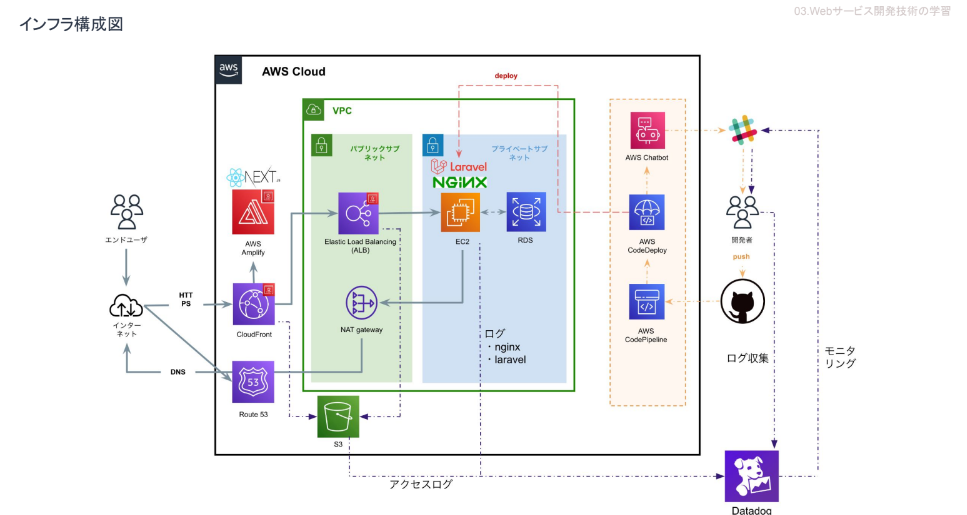 03.Webサービス開発技術の学習
インフラ構成図
aws
AWS Cloud
deploy
VPC
パブリックサブ
ネット
プライベートサブ
ネット
Laravel
NGiNX
NEXT.JS
AWS Chatbot
エンドユーザ
AWS
Amplify
Elastic Load Balancing
(ALB)
EC2
RDS
AWS
CodeDeploy
開発者
push
HTT
PS
インター
ネット
CloudFront
NAT gateway
ログ
・nginx
・laravel
AWS
CodePipeline
ログ収集
モニタ
リング
DNS
53
Route 53
S3
アクセスログ
Datadog